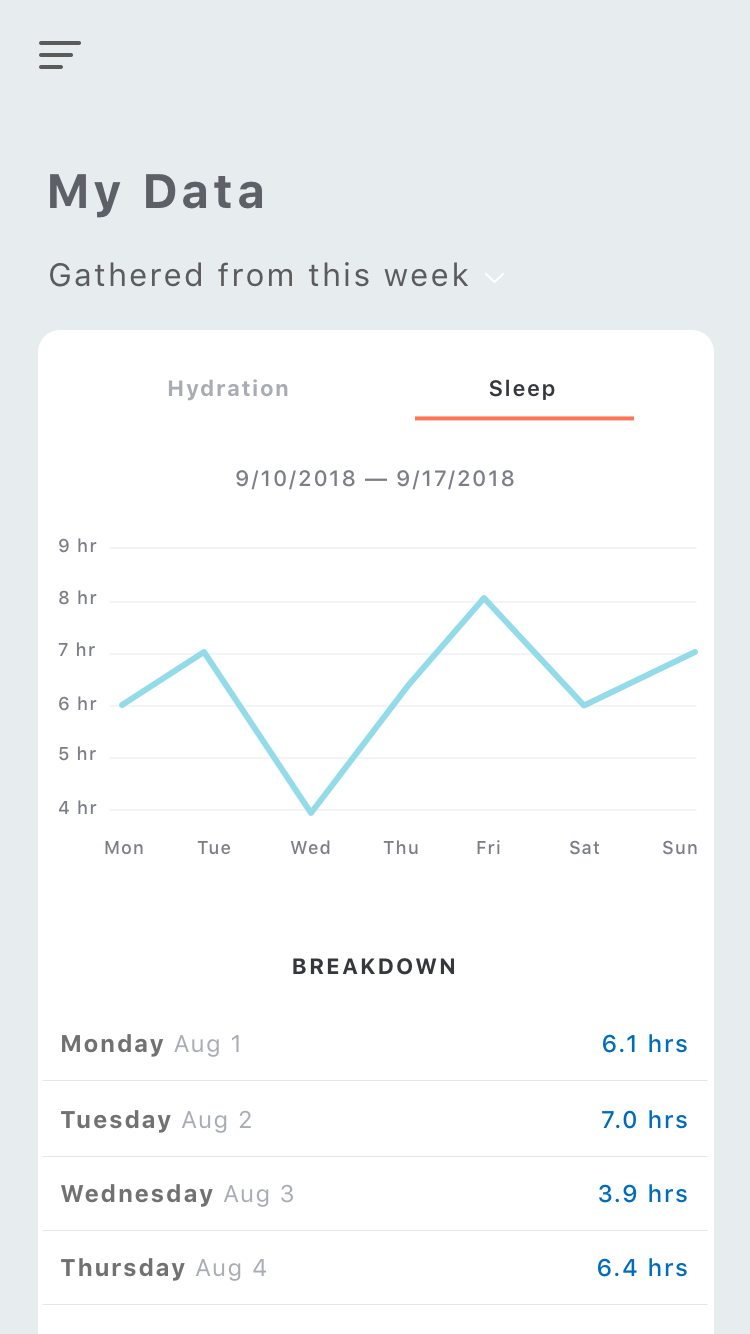 My Data
Gathered from this week
Hydration Sleep
9/10/2018 — 9/17/2018
9 hr
8 hr
7 hr
6 hr
5 hr
4 hr
Mon Tue Wed Thu Fri Sat Sun
BREAKDOWN
Monday Aug 1 6.1 hrs
Tuesday Aug 2 7.0 hrs
Wednesday Aug 3 3.9 hrs
Thursday Aug 4 6.4 hrs